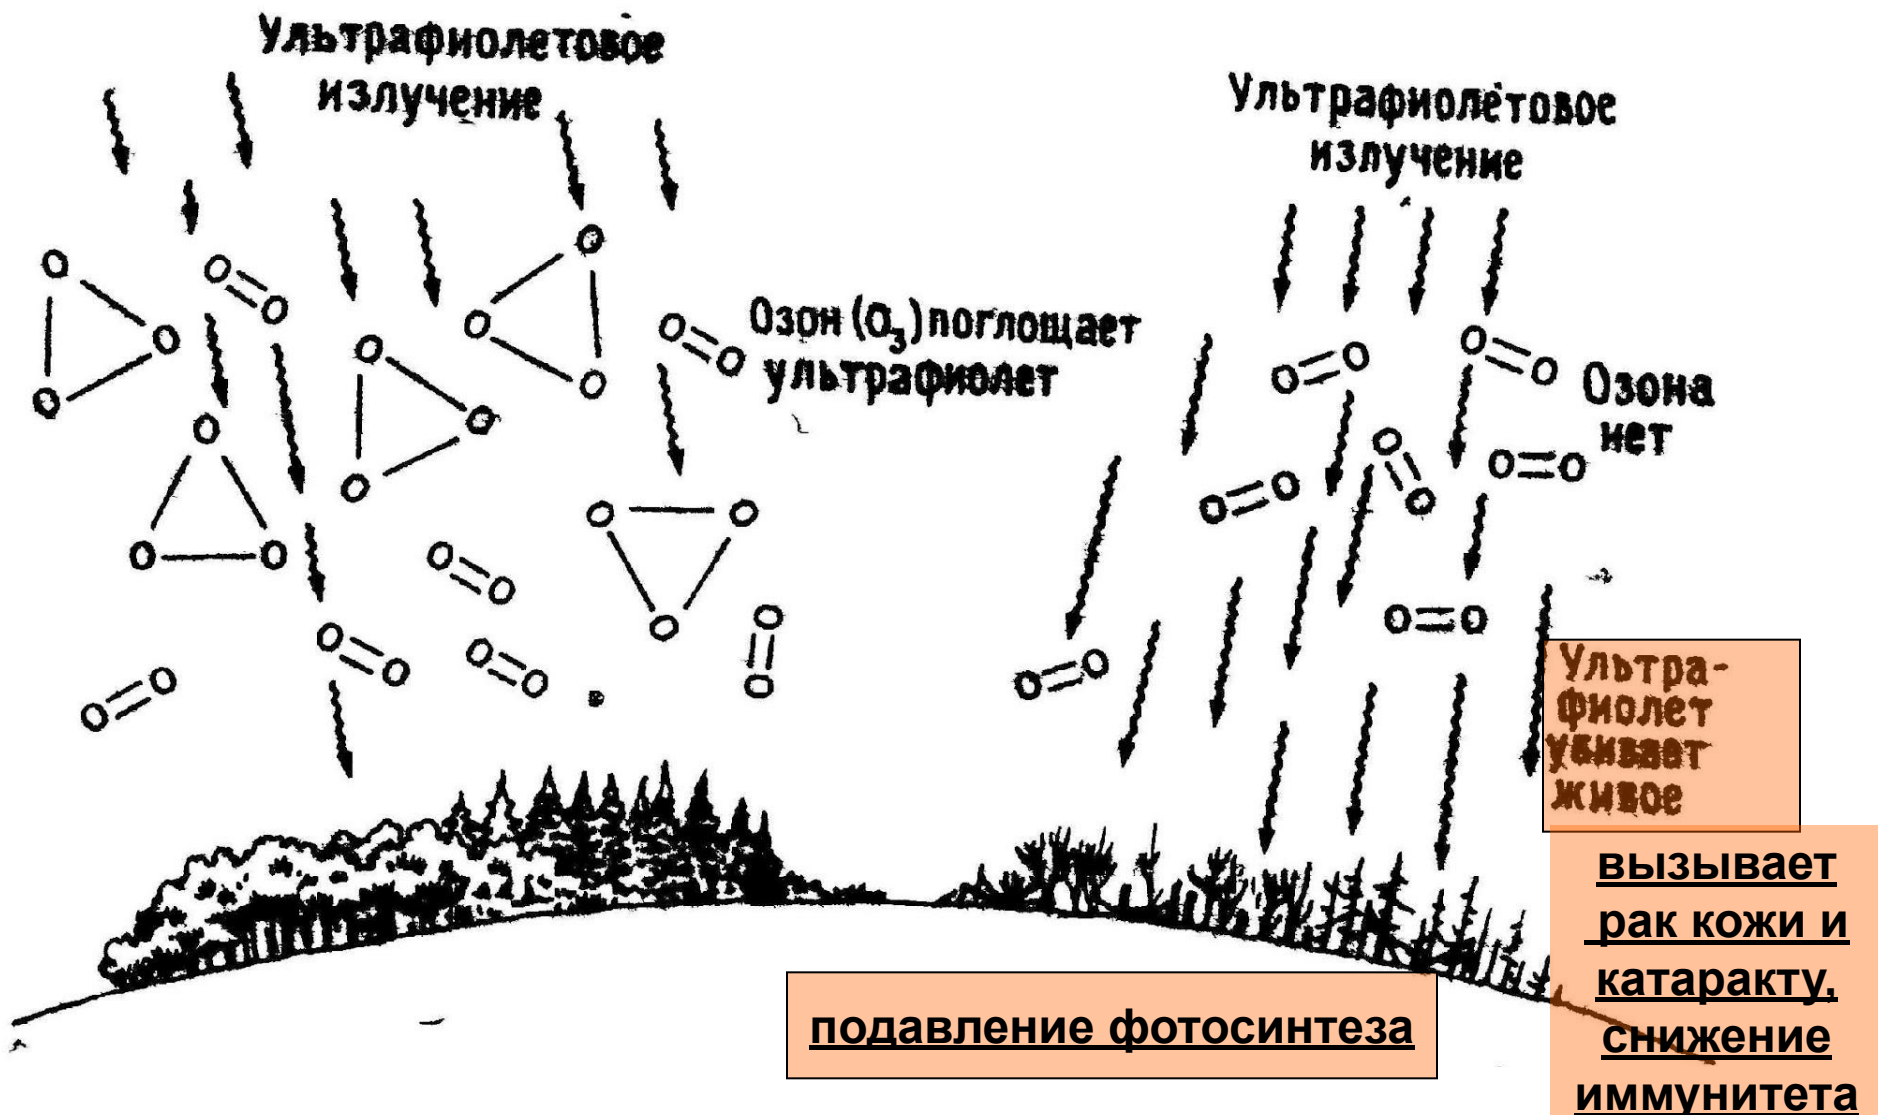 Ультрафиолетовое
излучение
Озон (O₃) поглощает
ультрафиолет
Ультрафиолетовое
излучение
Озона
нет
Ультра-
фиолет
убивает
живое
вызывает
рак кожи и
катаракту,
снижение
иммунитета
подавление фотосинтеза